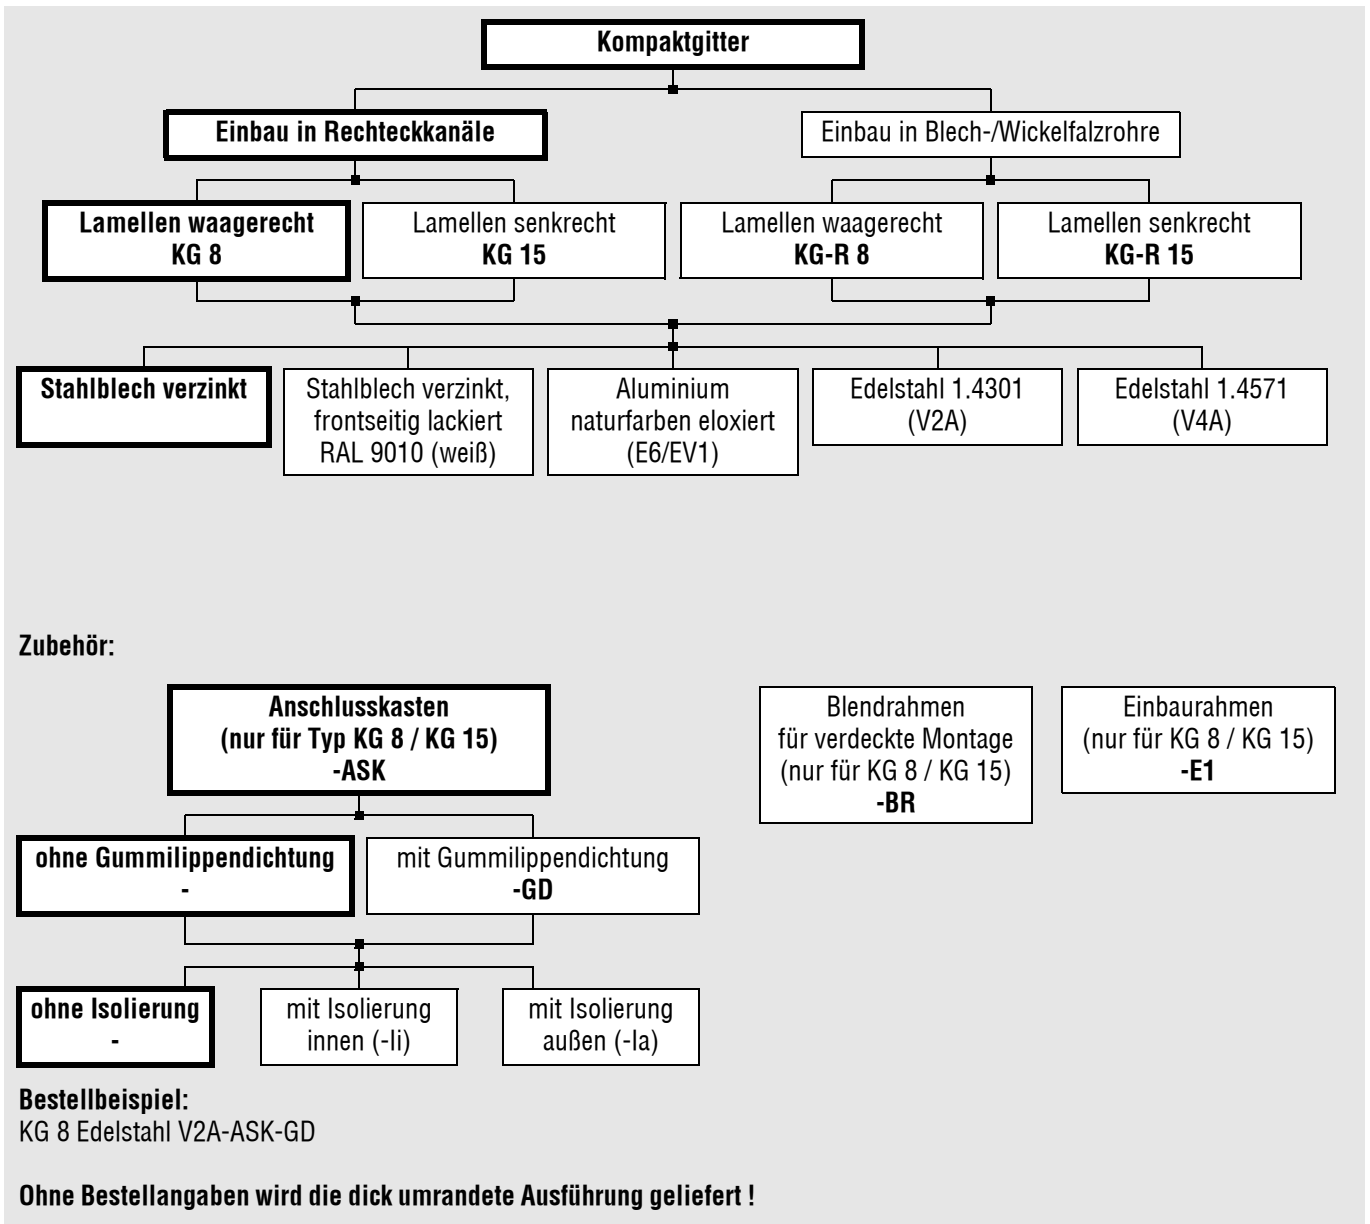 Kompaktgitter
Einbau in Rechteckkanäle
Einbau in Blech-/Wickelfalzrohre
Lamellen waagerecht
KG 8
Lamellen senkrecht
KG 15
Lamellen waagerecht
KG-R 8
Lamellen senkrecht
KG-R 15
Stahlblech verzinkt
Stahlblech verzinkt,
frontseitig lackiert
RAL 9010 (weiß)
Aluminium
naturfarben eloxiert
(E6/EV1)
Edelstahl 1.4301
(V2A)
Edelstahl 1.4571
(V4A)
Zubehör:
Anschlusskasten
(nur für Typ KG 8 / KG 15)
-ASK
Blendrahmen
für verdeckte Montage
(nur für KG 8 / KG 15)
-BR
Einbaurahmen
(nur für KG 8 / KG 15)
-E1
ohne Gummilippendichtung
-
mit Gummilippendichtung
-GD
ohne Isolierung
-
mit Isolierung
innen (-Ii)
mit Isolierung
außen (-Ia)
Bestellbeispiel:
KG 8 Edelstahl V2A-ASK-GD
Ohne Bestellangaben wird die dick umrandete Ausführung geliefert !